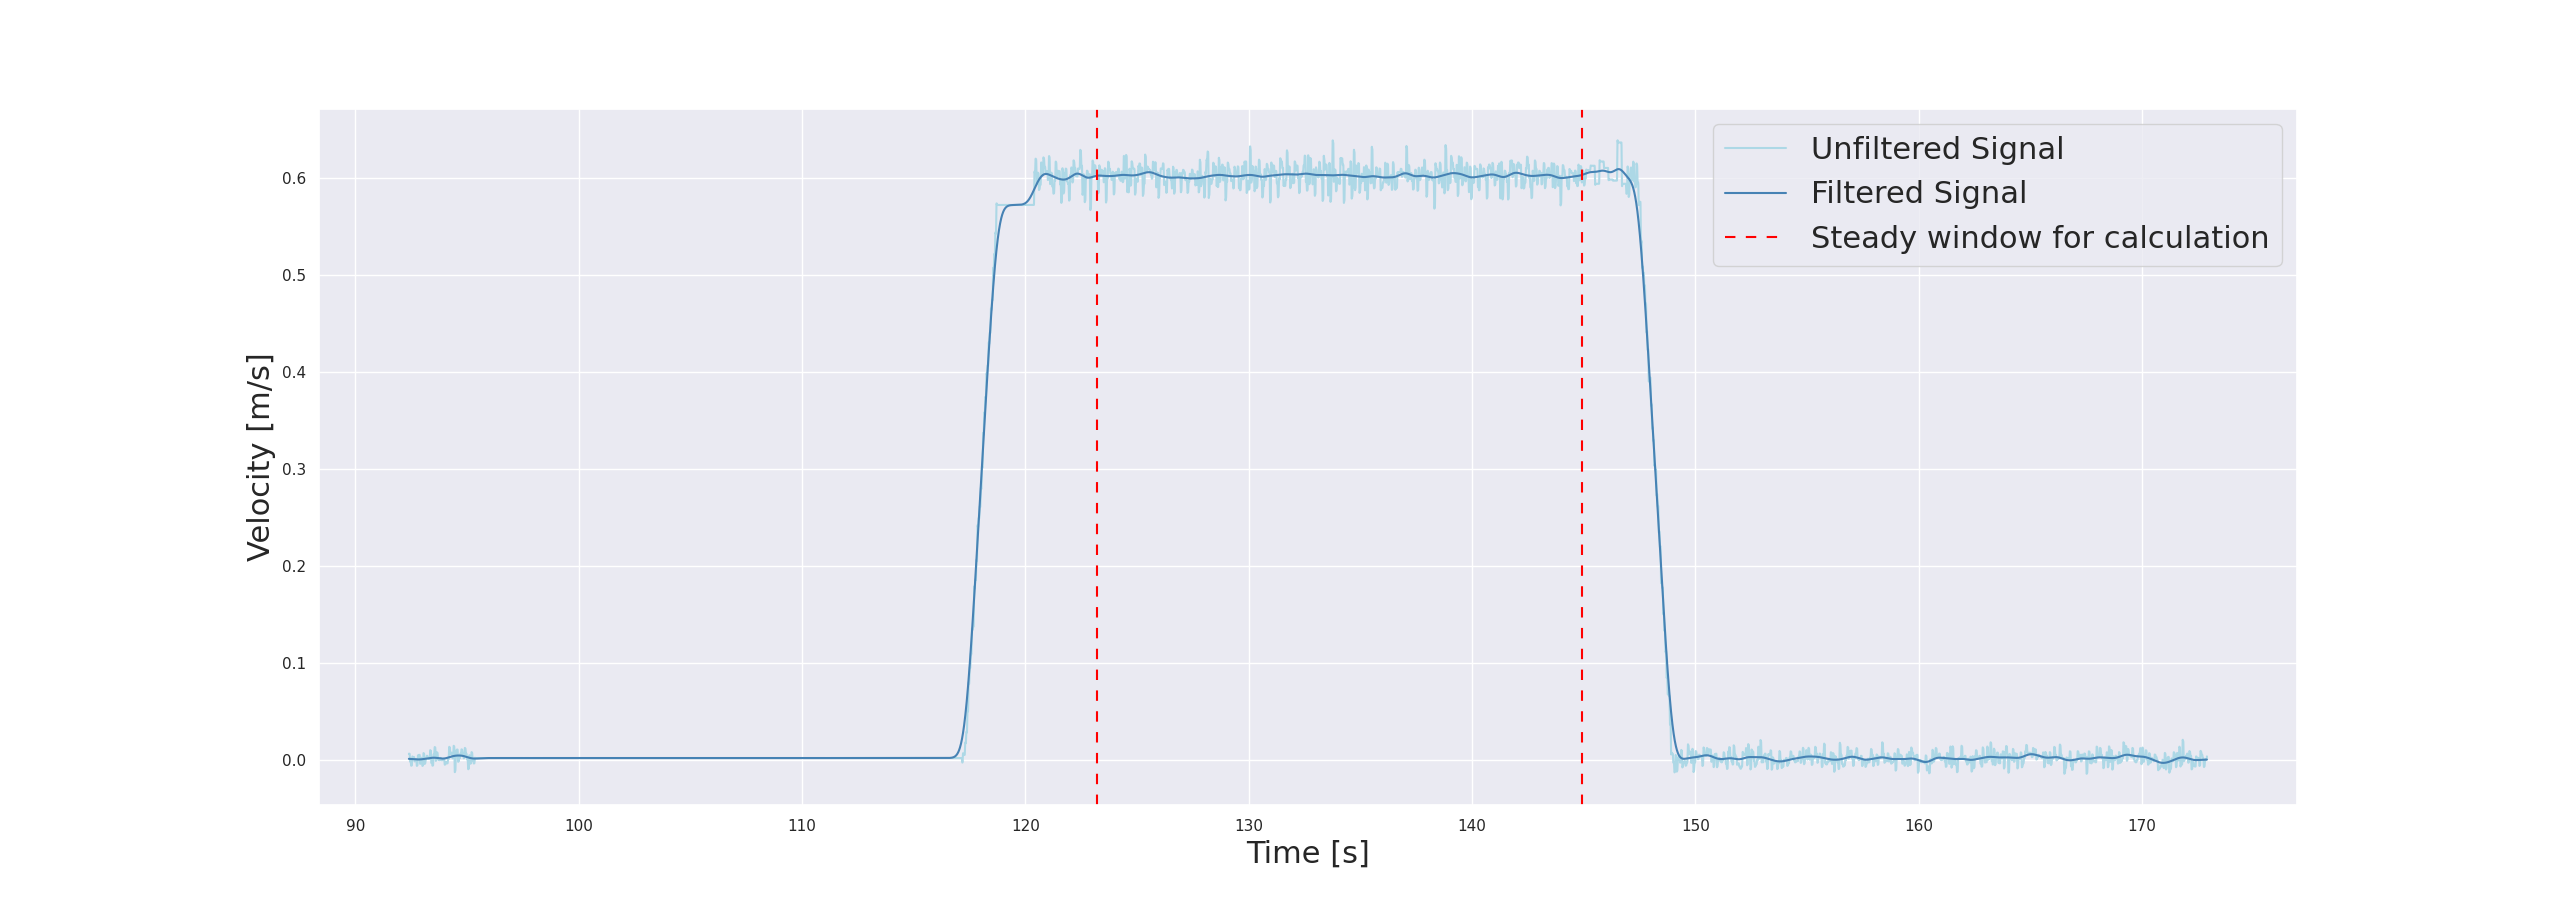 Unfiltered Signal
Filtered Signal
Steady window for calculation
Velocity [m/s]
0.6
0.5
0.4
0.3
0.2
0.1
0.0
90 100 110 120 130 140 150 160 170
Time [s]